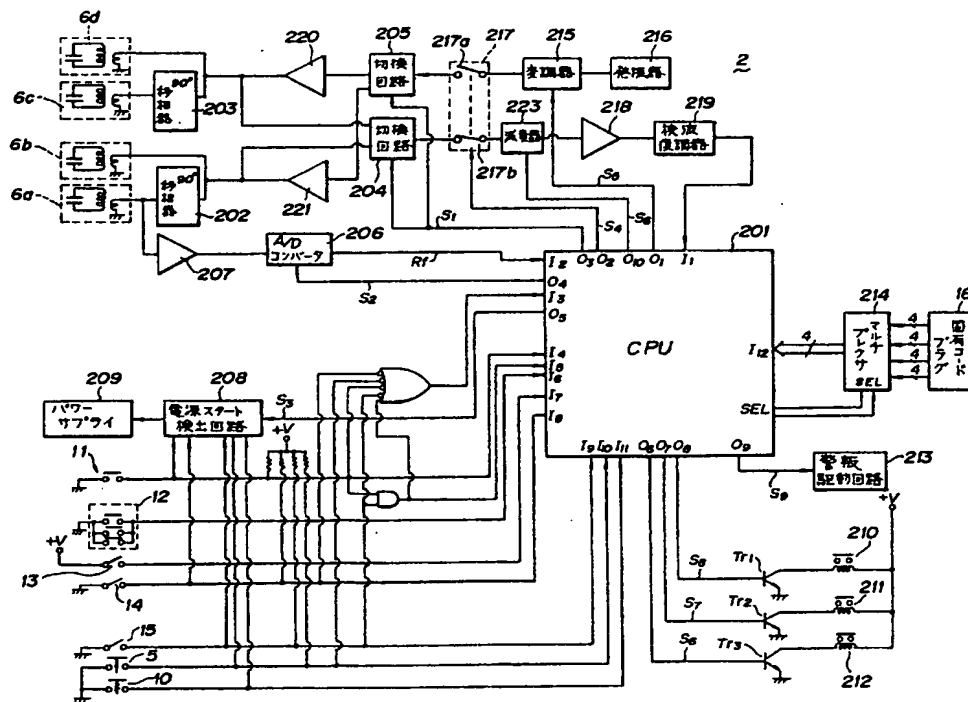 6d
220
205
217a
217
215
216
2
切換
回路
変調器
発振器
6c
90°
移相器
203
223
218
219
切換
回路
減衰器
検波
復調器
6b
204
217b
6a
90°
移相器
202
221
S1
S4
S5
S5
206
201
207
A/D
コンバータ
Rf
S2
I2
O3
O2
O10
O1
I1
O4
I3
O5
214
16
4
4
4
4
4
マルチ
プレクサ
固有コード
プラグ
CPU
I12
SEL
I4
I5
I6
I7
I8
SEL
209
208
S3
パワー
サプライ
電源スタート
検出回路
+V
11
I9
I10
I11
O6
O7
O8
O9
警報
駆動回路
213
S9
12
+V
+V
210
13
14
S8
Tr1
211
S7
Tr2
15
5
S6
Tr3
10
212